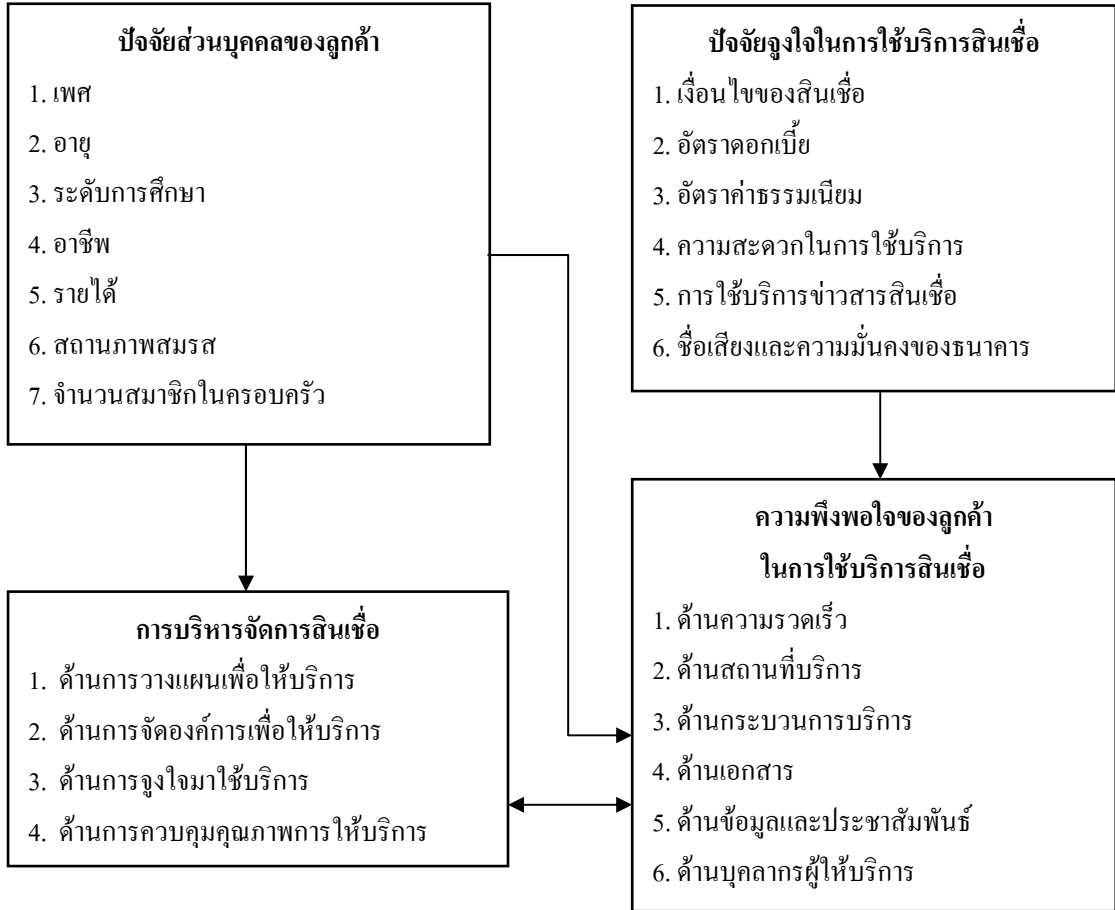 ปัจจัยส่วนบุคคลของลูกค้า
1. เพศ
2. อายุ
3. ระดับการศึกษา
4. อาชีพ
5. รายได้
6. สถานภาพสมรส
7. จำนวนสมาชิกในครอบครัว
ปัจจัยจูงใจในการใช้บริการสินเชื่อ
1. เงื่อนไขของสินเชื่อ
2. อัตราดอกเบี้ย
3. อัตราค่าธรรมเนียม
4. ความสะดวกในการใช้บริการ
5. การใช้บริการข่าวสารสินเชื่อ
6. ชื่อเสียงและความมั่นคงของธนาคาร
การบริหารจัดการสินเชื่อ
1. ด้านการวางแผนเพื่อให้บริการ
2. ด้านการจัดองค์การเพื่อให้บริการ
3. ด้านการจูงใจมาใช้บริการ
4. ด้านการควบคุมคุณภาพการให้บริการ
ความพึงพอใจของลูกค้า
ในการใช้บริการสินเชื่อ
1. ด้านความรวดเร็ว
2. ด้านสถานที่บริการ
3. ด้านกระบวนการบริการ
4. ด้านเอกสาร
5. ด้านข้อมูลและประชาสัมพันธ์
6. ด้านบุคลากรผู้ให้บริการ